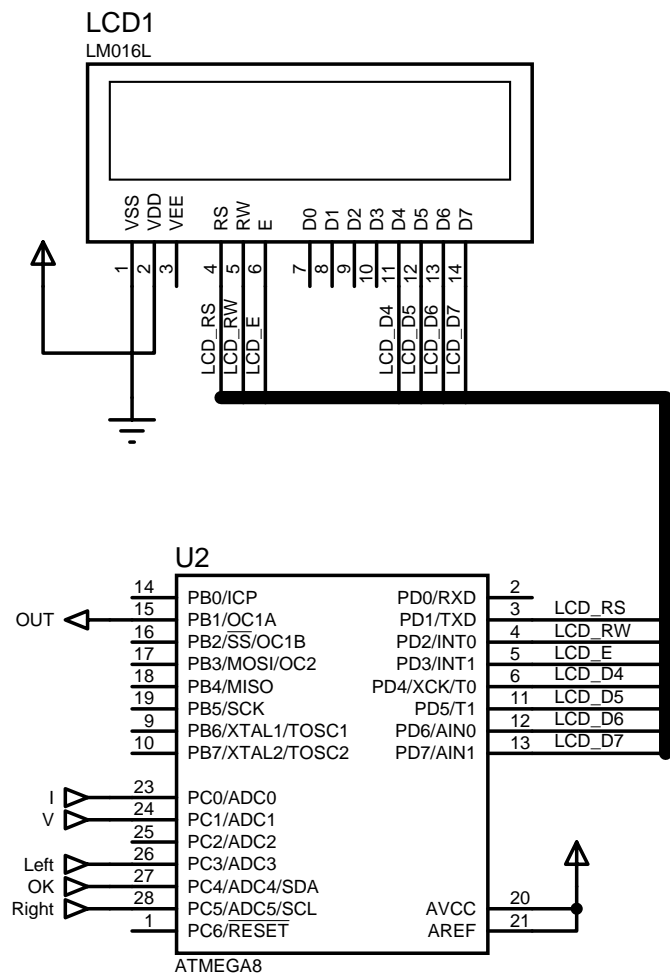 LCD1
LM016L
VSS VDD VEE RS RW E D0 D1 D2 D3 D4 D5 D6 D7
1 2 3 4 5 6 7 8 9 10 11 12 13 14
LCD_RS LCD_RW LCD_E LCD_D4 LCD_D5 LCD_D6 LCD_D7
U2
14 PB0/ICP PD0/RXD 2
OUT 15 PB1/OC1A PD1/TXD 3 LCD_RS
16 PB2/SS/OC1B PD2/INT0 4 LCD_RW
17 PB3/MOSI/OC2 PD3/INT1 5 LCD_E
18 PB4/MISO PD4/XCK/T0 6 LCD_D4
19 PB5/SCK PD5/T1 11 LCD_D5
9 PB6/XTAL1/TOSC1 PD6/AIN0 12 LCD_D6
10 PB7/XTAL2/TOSC2 PD7/AIN1 13 LCD_D7
I 23 PC0/ADC0
V 24 PC1/ADC1
25 PC2/ADC2
Left 26 PC3/ADC3
OK 27 PC4/ADC4/SDA
Right 28 PC5/ADC5/SCL AVCC 20
1 PC6/RESET AREF 21
ATMEGA8